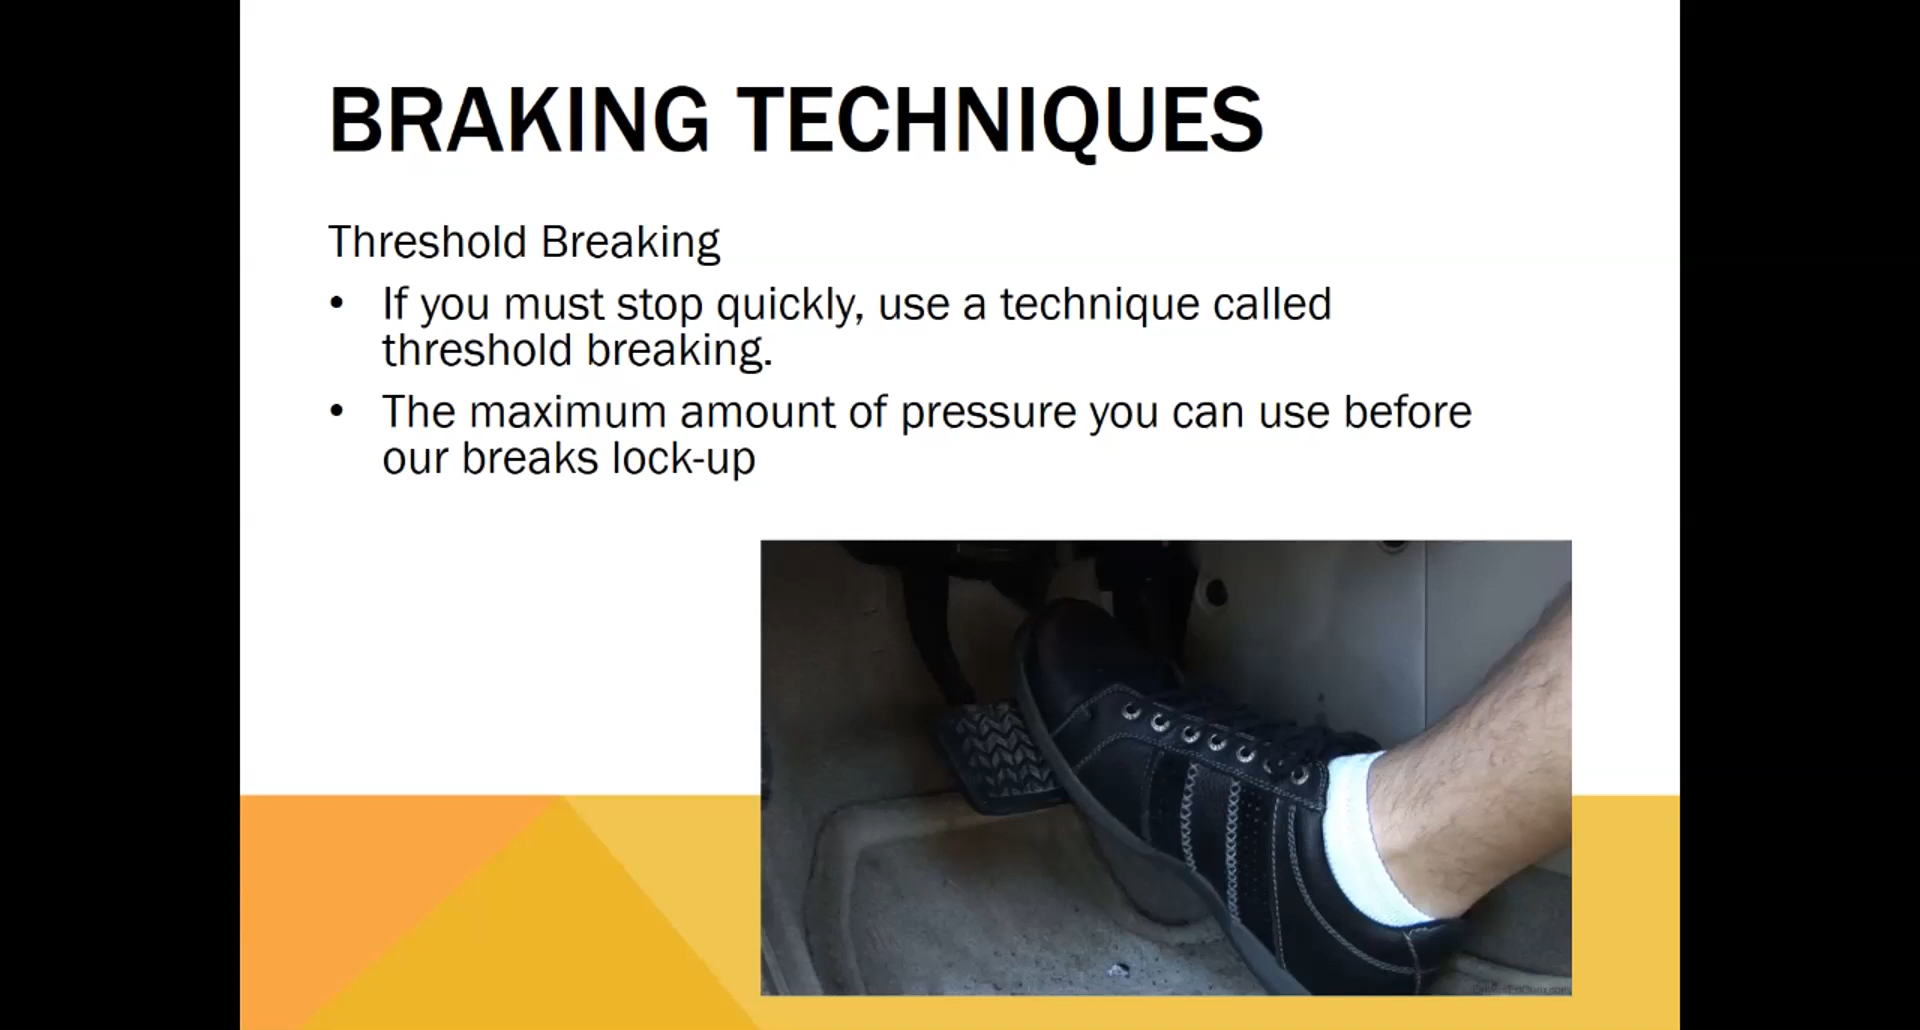 BRAKING TECHNIQUES
Threshold Breaking
• If you must stop quickly, use a technique called
threshold breaking.
• The maximum amount of pressure you can use before
our breaks lock-up